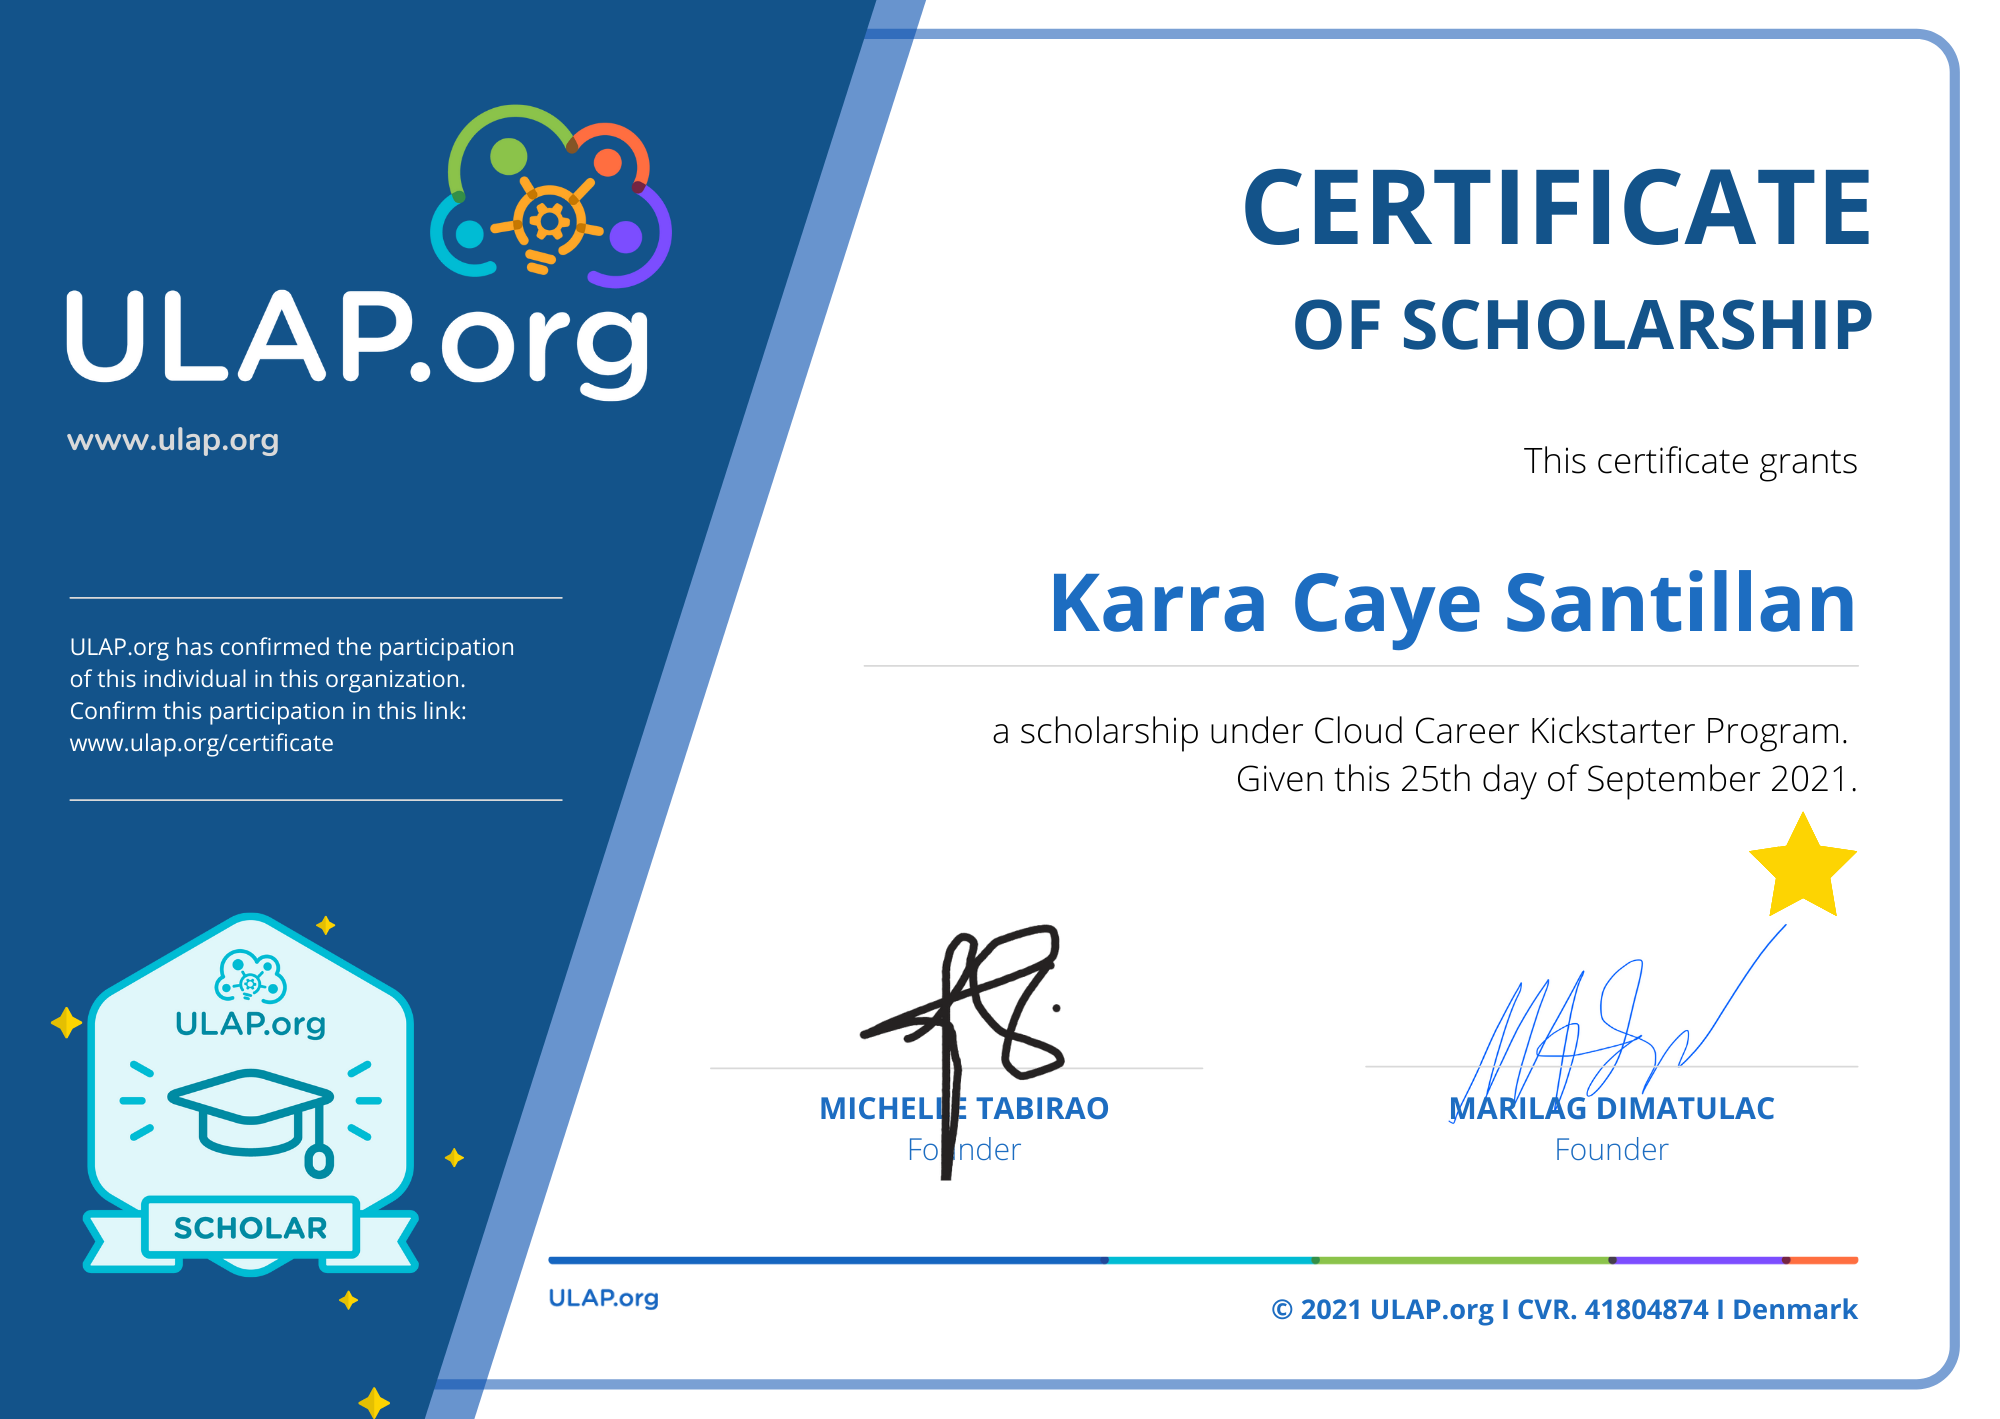 ULAP.org
www.ulap.org
ULAP.org has confirmed the participation
of this individual in this organization.
Confirm this participation in this link:
www.ulap.org/certificate
ULAP.org
SCHOLAR
CERTIFICATE
OF SCHOLARSHIP
This certificate grants
Karra Caye Santillan
a scholarship under Cloud Career Kickstarter Program.
Given this 25th day of September 2021.
MICHELLE TABIRAO
Founder
MARILAG DIMATULAC
Founder
ULAP.org
© 2021 ULAP.org I CVR. 41804874 I Denmark